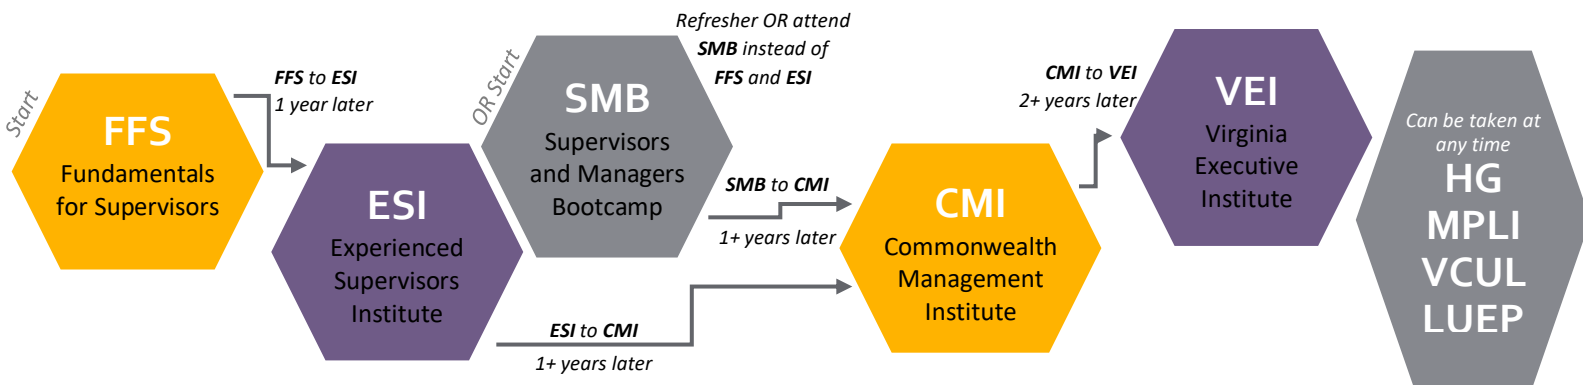 Start
FFS
Fundamentals
for Supervisors
FFS to ESI
1 year later
ESI
Experienced
Supervisors
Institute
OR Start
SMB
Supervisors
and Managers
Bootcamp
Refresher OR attend
SMB instead of
FFS and ESI
SMB to CMI
1+ years later
ESI to CMI
1+ years later
CMI
Commonwealth
Management
Institute
CMI to VEI
2+ years later
VEI
Virginia
Executive
Institute
Can be taken at
any time
HG
MPLI
VCUL
LUEP